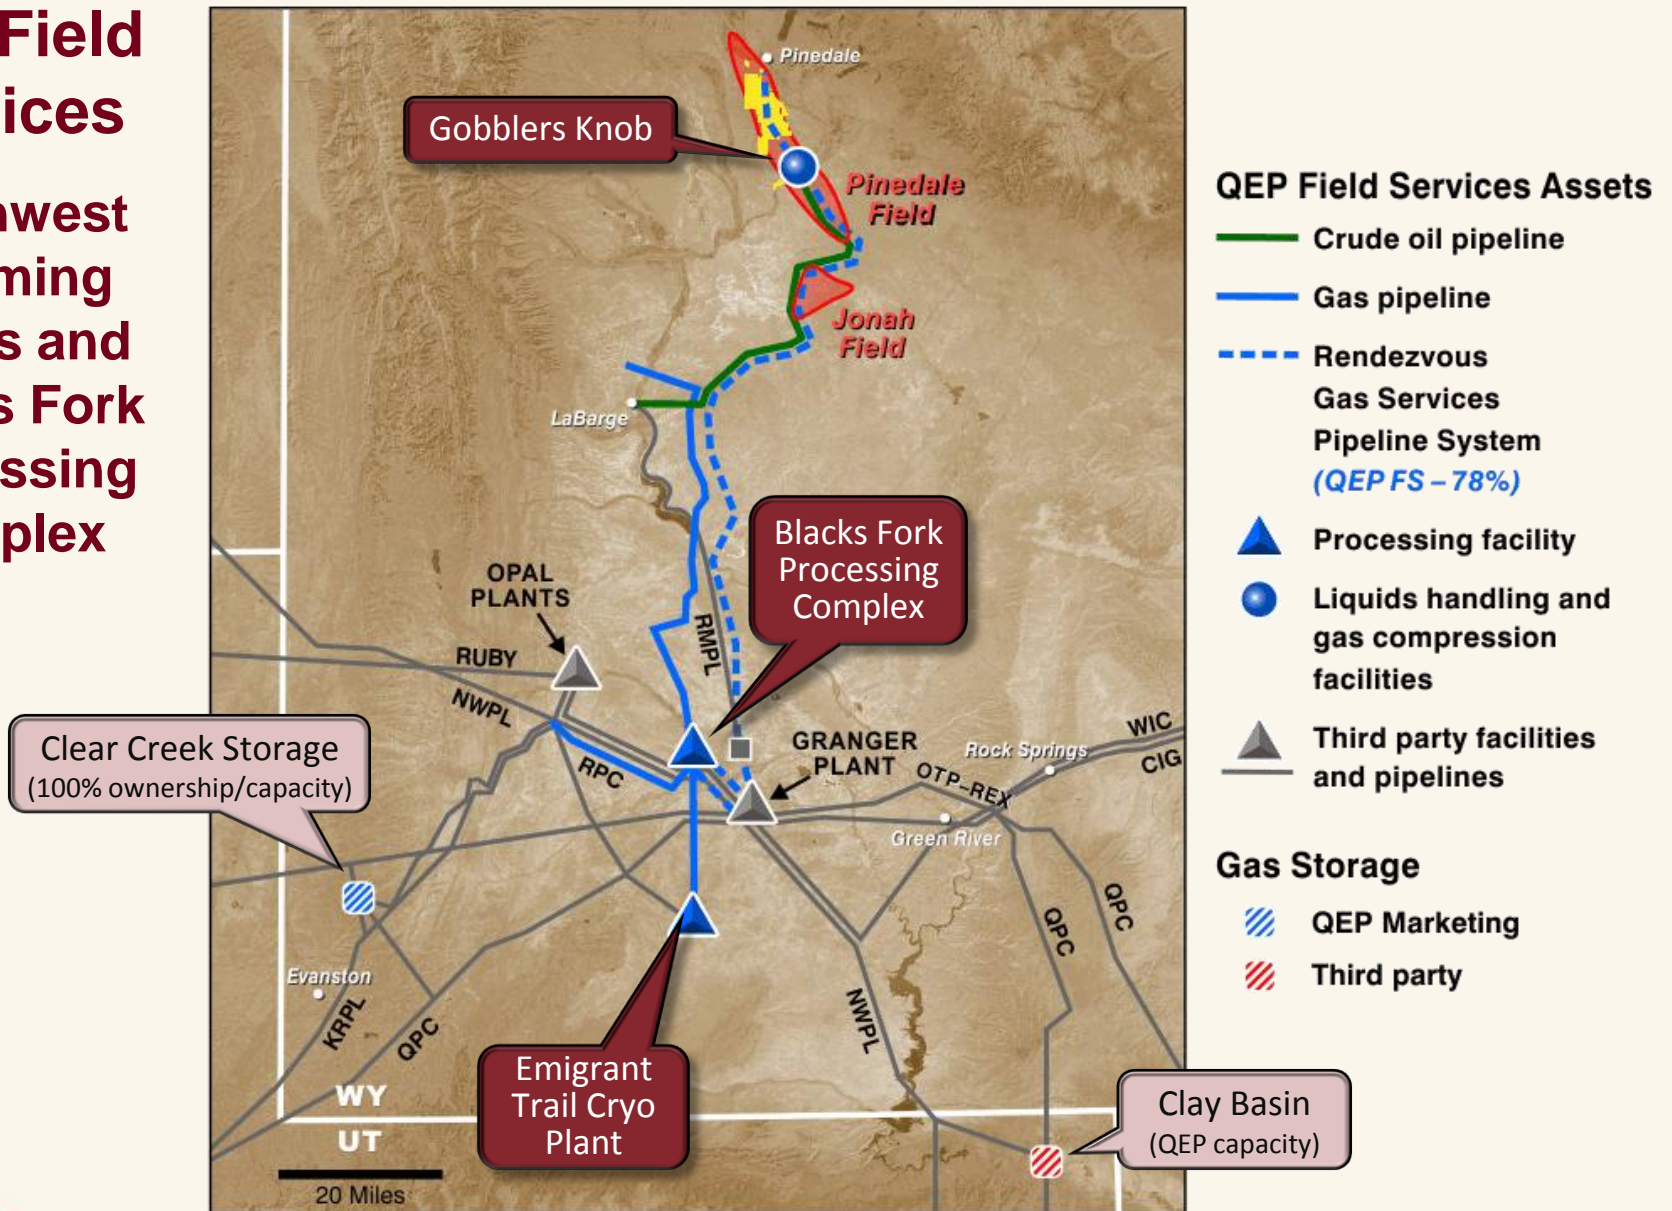 Field
ices
nwest
ming
s and
s Fork
essing
plex
Pinedale
Gobblers Knob
Pinedale
Field
Jonah
Field
LaBarge
Blacks Fork
Processing
Complex
OPAL
PLANTS
RMPL
RUBY
NWPL
Clear Creek Storage
(100% ownership/capacity)
RPC
GRANGER
PLANT
Rock Springs
WIC
CIG
OTP-REX
Green River
QPC
QPC
Evanston
KRPL
QPC
NWPL
Emigrant
Trail Cryo
Plant
WY
UT
Clay Basin
(QEP capacity)
20 Miles
QEP Field Services Assets
Crude oil pipeline
Gas pipeline
Rendezvous
Gas Services
Pipeline System
(QEP FS – 78%)
Processing facility
Liquids handling and
gas compression
facilities
Third party facilities
and pipelines
Gas Storage
QEP Marketing
Third party